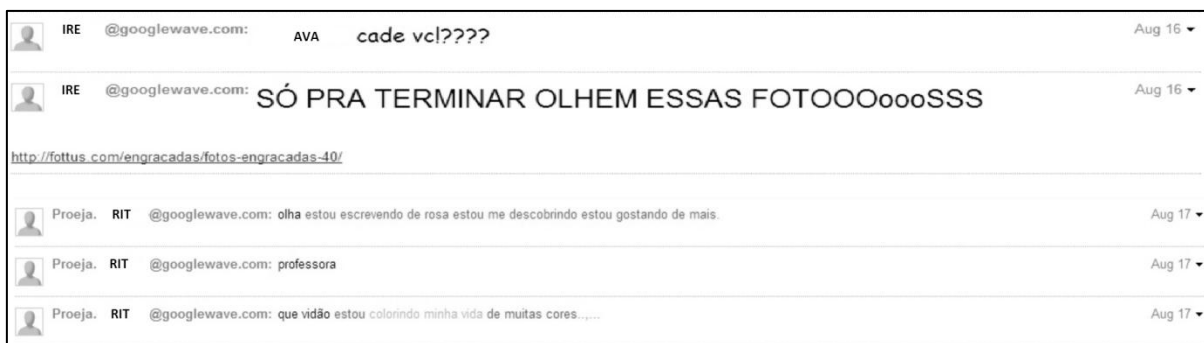 IRE @googlewave.com: AVA cade vc!???? Aug 16
IRE @googlewave.com: SÓ PRA TERMINAR OLHEM ESSAS FOTOOOoooSSS Aug 16
http://fottus.com/engracadas/fotos-engracadas-40/
Proeja. RIT @googlewave.com: olha estou escrevendo de rosa estou me descobrindo estou gostando de mais. Aug 17
Proeja. RIT @googlewave.com: professora Aug 17
Proeja. RIT @googlewave.com: que vidão estou colorindo minha vida de muitas cores..,... Aug 17